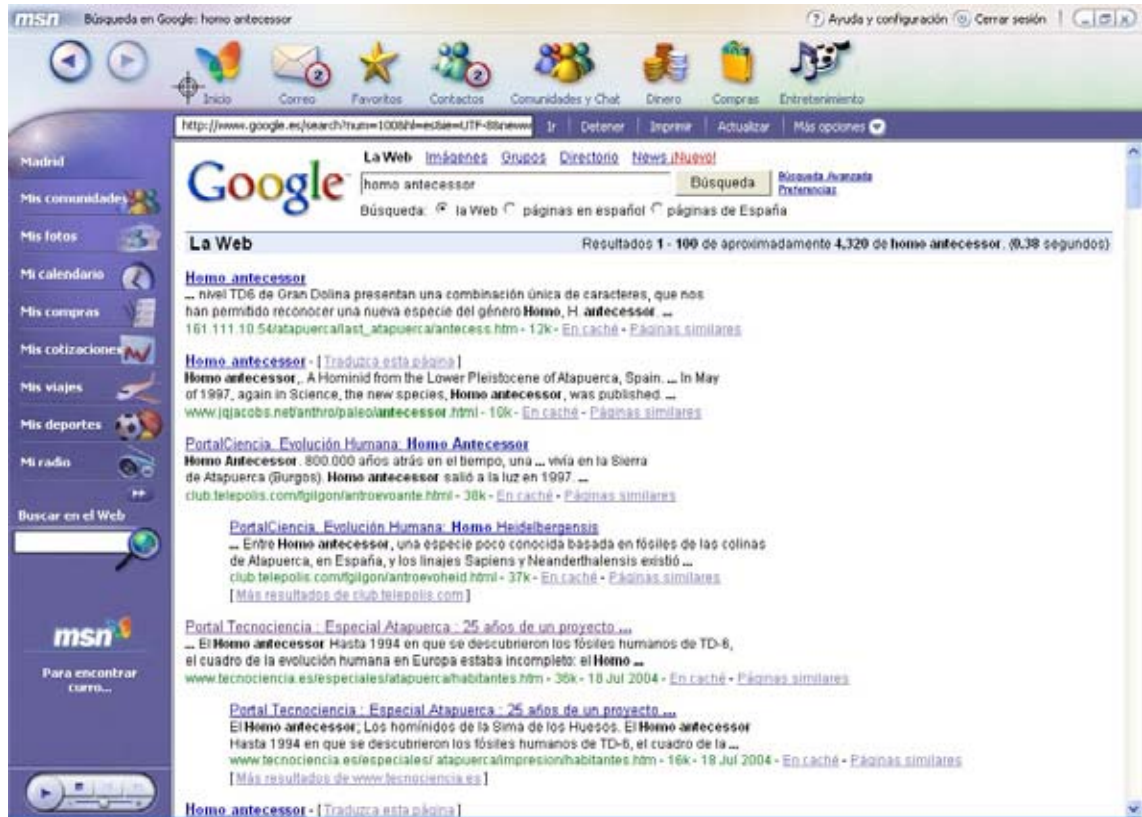 msn Búsqueda en Google: homo antecessor
Ayuda y configuración Cerrar sesión
2 2
Inicio Correo Favoritos Contactos Comunidades y Chat Dinero Compras Entretenimiento
http://www.google.es/search?num=100&hl=es&ie=UTF-8&neww Ir Detener Imprimir Actualizar Más opciones
Madrid
Mis comunidades
Mis fotos
Mi calendario
Mis compras
Mis cotizaciones
Mis viajes
Mis deportes
Mi radio
Buscar en el Web
msn
Para encontrar
curro...
Google
La Web Imágenes Grupos Directorio News ¡Nuevo!
homo antecessor Búsqueda Búsqueda Avanzada
Preferencias
Búsqueda: la Web páginas en español páginas de España
La Web Resultados 1 - 100 de aproximadamente 4,320 de homo antecessor. (0.38 segundos)
Homo antecessor
... nivel TD6 de Gran Dolina presentan una combinación única de caracteres, que nos
han permitido reconocer una nueva especie del género Homo, H. antecessor. ...
161.111.10.54/atapuerca/last_atapuerca/antecess.htm - 12k - En caché - Páginas similares
Homo antecessor - [ Traduzca esta página ]
Homo antecessor,. A Hominid from the Lower Pleistocene of Atapuerca, Spain. ... In May
of 1997, again in Science, the new species, Homo antecessor, was published. ...
www.jqjacobs.net/anthro/paleo/antecessor.html - 10k - En caché - Páginas similares
PortalCiencia. Evolución Humana: Homo Antecessor
Homo Antecessor. 800.000 años atrás en el tiempo, una ... vivía en la Sierra
de Atapuerca (Burgos). Homo antecessor salió a la luz en 1997. ...
club.telepolis.com/fgilgon/antroevoante.html - 38k - En caché - Páginas similares
PortalCiencia. Evolución Humana: Homo Heidelbergensis
... Entre Homo antecessor, una especie poco conocida basada en fósiles de las colinas
de Atapuerca, en España, y los linajes Sapiens y Neanderthalensis existió ...
club.telepolis.com/fgilgon/antroevoheid.html - 37k - En caché - Páginas similares
[ Más resultados de club.telepolis.com ]
Portal Tecnociencia : Especial Atapuerca : 25 años de un proyecto ...
... El Homo antecessor Hasta 1994 en que se descubrieron los fósiles humanos de TD-6,
el cuadro de la evolución humana en Europa estaba incompleto: el Homo ...
www.tecnociencia.es/especiales/atapuerca/habitantes.htm - 36k - 18 Jul 2004 - En caché - Páginas similares
Portal Tecnociencia : Especial Atapuerca : 25 años de un proyecto ...
El Homo antecessor; Los homínidos de la Sima de los Huesos. El Homo antecessor
Hasta 1994 en que se descubrieron los fósiles humanos de TD-6, el cuadro de la ...
www.tecnociencia.es/especiales/ atapuerca/impresion/habitantes.htm - 16k - 18 Jul 2004 - En caché - Páginas similares
[ Más resultados de www.tecnociencia.es ]
Homo antecessor - [ Traduzca esta página ]